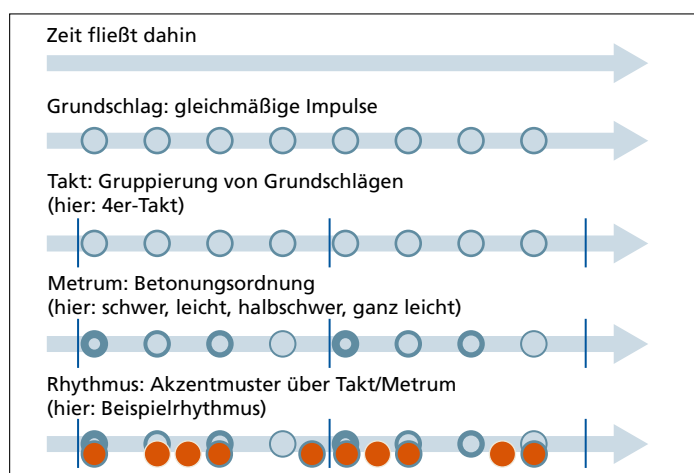 Zeit fließt dahin
Grundschlag: gleichmäßige Impulse
Takt: Gruppierung von Grundschlägen
(hier: 4er-Takt)
Metrum: Betonungsordnung
(hier: schwer, leicht, halbschwer, ganz leicht)
Rhythmus: Akzentmuster über Takt/Metrum
(hier: Beispielrhythmus)